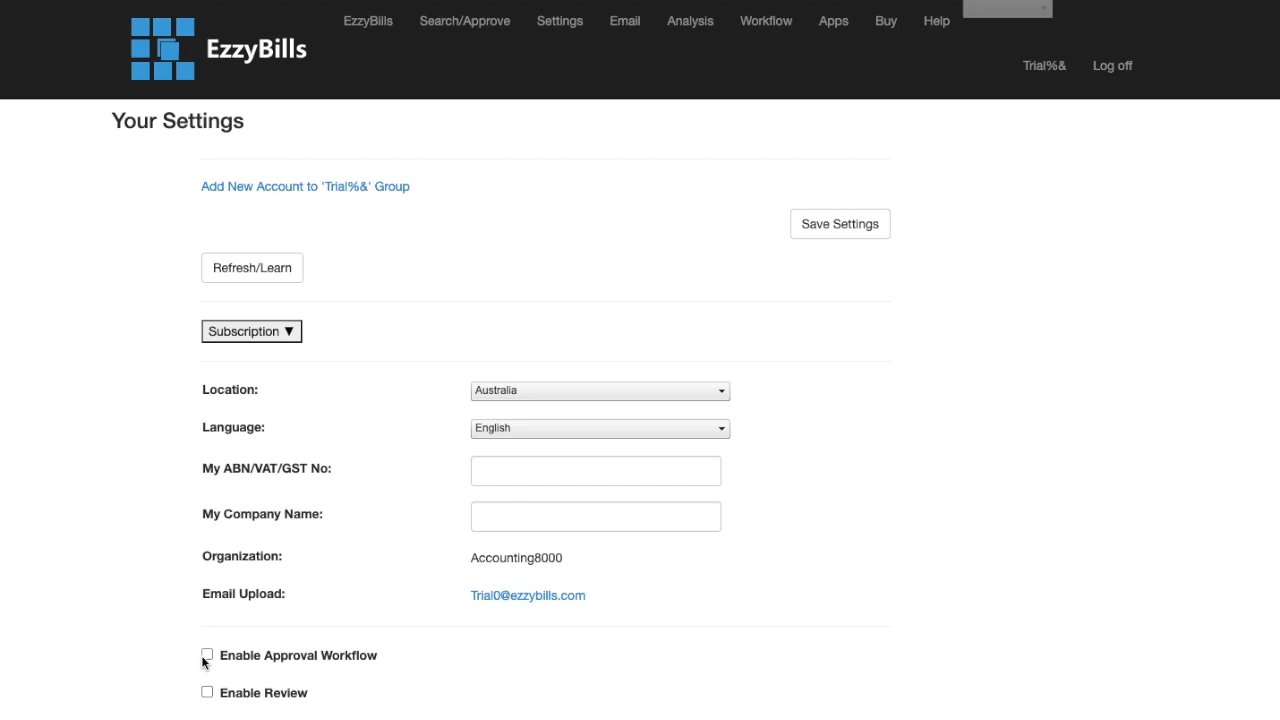 EzzyBills Search/Approve Settings Email Analysis Workflow Apps Buy Help
EzzyBills
Trial%& Log off
Your Settings
Add New Account to 'Trial%&' Group
Save Settings
Refresh/Learn
Subscription ▼
Location: Australia
Language: English
My ABN/VAT/GST No:
My Company Name:
Organization: Accounting8000
Email Upload: Trial0@ezzybills.com
Enable Approval Workflow
Enable Review